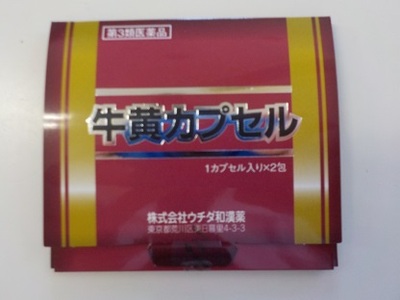 第3類医薬品
牛黄カプセル
1カプセル入り×2包
株式会社ウチダ和漢薬
東京都荒川区東日暮里4-3-3